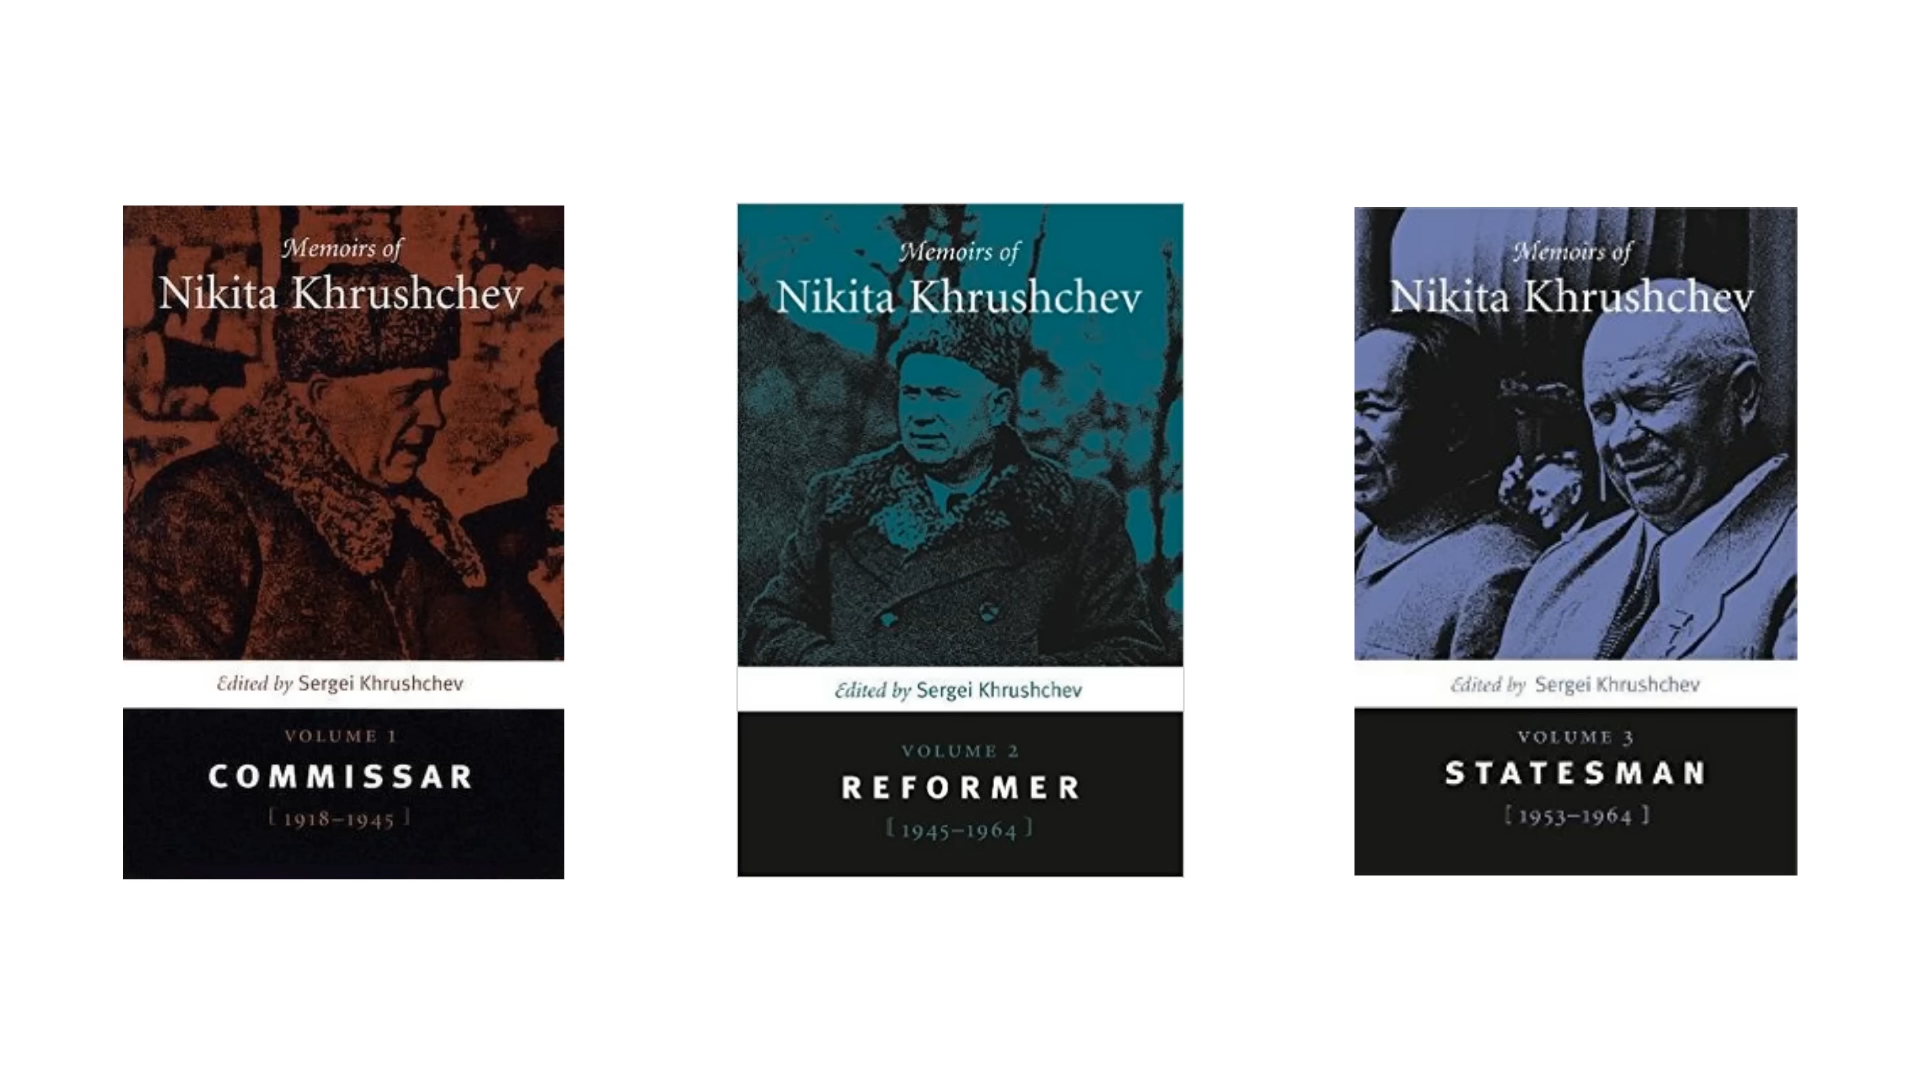 Memoirs of
Nikita Khrushchev
Edited by Sergei Khrushchev
VOLUME 1
COMMISSAR
[1918–1945]
Memoirs of
Nikita Khrushchev
Edited by Sergei Khrushchev
VOLUME 2
REFORMER
[1945–1964]
Memoirs of
Nikita Khrushchev
Edited by Sergei Khrushchev
VOLUME 3
STATESMAN
[1953–1964]